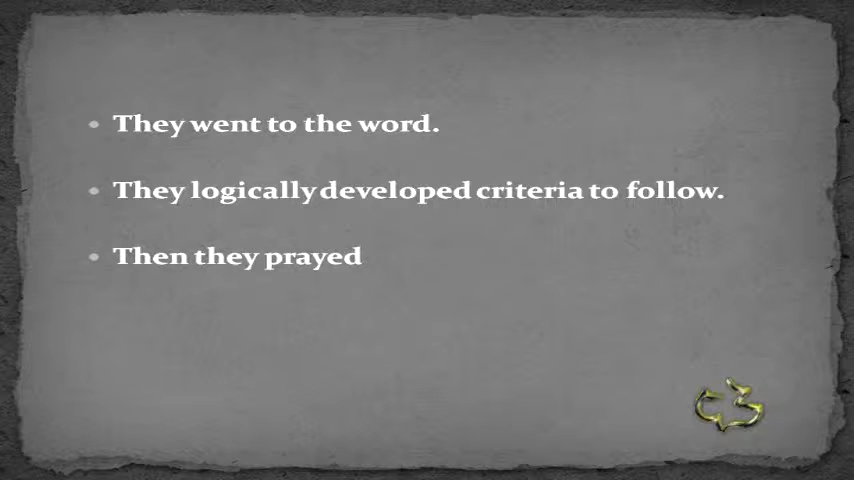 They went to the word.
They logically developed criteria to follow.
Then they prayed